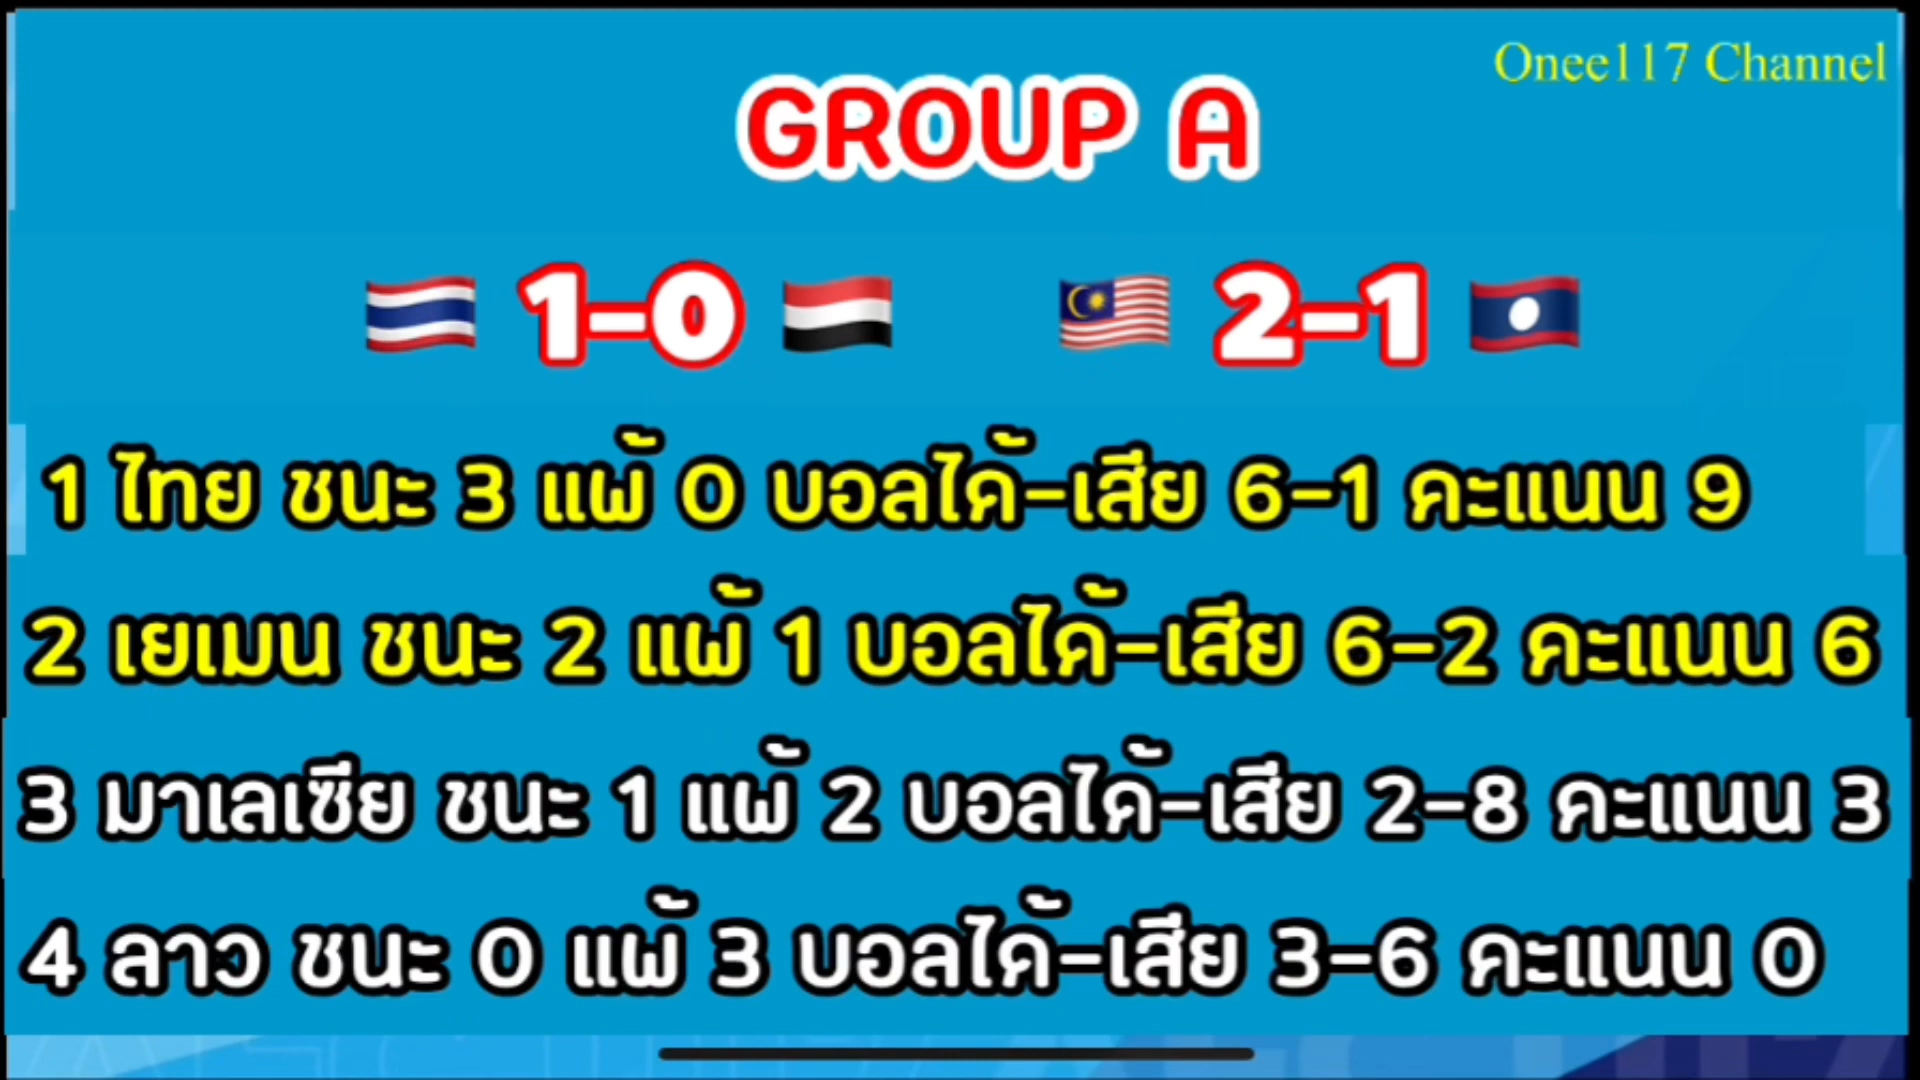 Onee117 Channel
GROUP A
1-0 2-1
1 ไทย ชนะ 3 แพ้ 0 บอลได้-เสีย 6-1 คะแนน 9
2 เยเมน ชนะ 2 แพ้ 1 บอลได้-เสีย 6-2 คะแนน 6
3 มาเลเซีย ชนะ 1 แพ้ 2 บอลได้-เสีย 2-8 คะแนน 3
4 ลาว ชนะ 0 แพ้ 3 บอลได้-เสีย 3-6 คะแนน 0